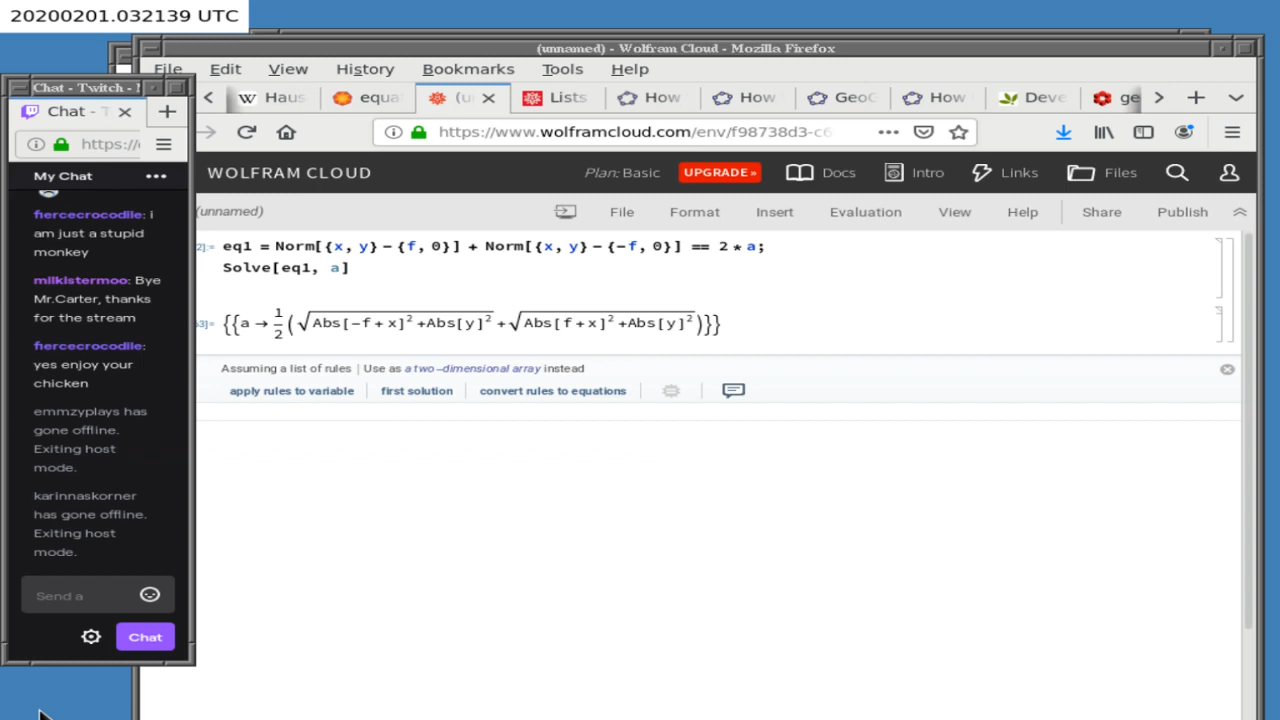 20200201.032139 UTC
(unnamed) - Wolfram Cloud - Mozilla Firefox
File Edit View History Bookmarks Tools Help
Chat - Twitch -
Haus equa (u Lists How How GeoG How Deve ge
Chat - T
https://www.wolframcloud.com/env/f98738d3-c6
https://
WOLFRAM CLOUD Plan: Basic UPGRADE » Docs Intro Links Files
My Chat
(unnamed) File Format Insert Evaluation View Help Share Publish
fiercecrocodile: i
am just a stupid
monkey
milkistermoo: Bye
Mr.Carter, thanks
for the stream
fiercecrocodile:
yes enjoy your
chicken
emmzyplays has
gone offline.
Exiting host
mode.
karinnaskorner
has gone offline.
Exiting host
mode.
Send a
Chat
2]:= eq1 = Norm[{x, y} - {f, 0}] + Norm[{x, y} - {-f, 0}] == 2 * a;
Solve[eq1, a]
3]= {{a → 1/2 (√Abs[-f + x]² + Abs[y]² + √Abs[f + x]² + Abs[y]²)}}
Assuming a list of rules | Use as a two-dimensional array instead
apply rules to variable first solution convert rules to equations